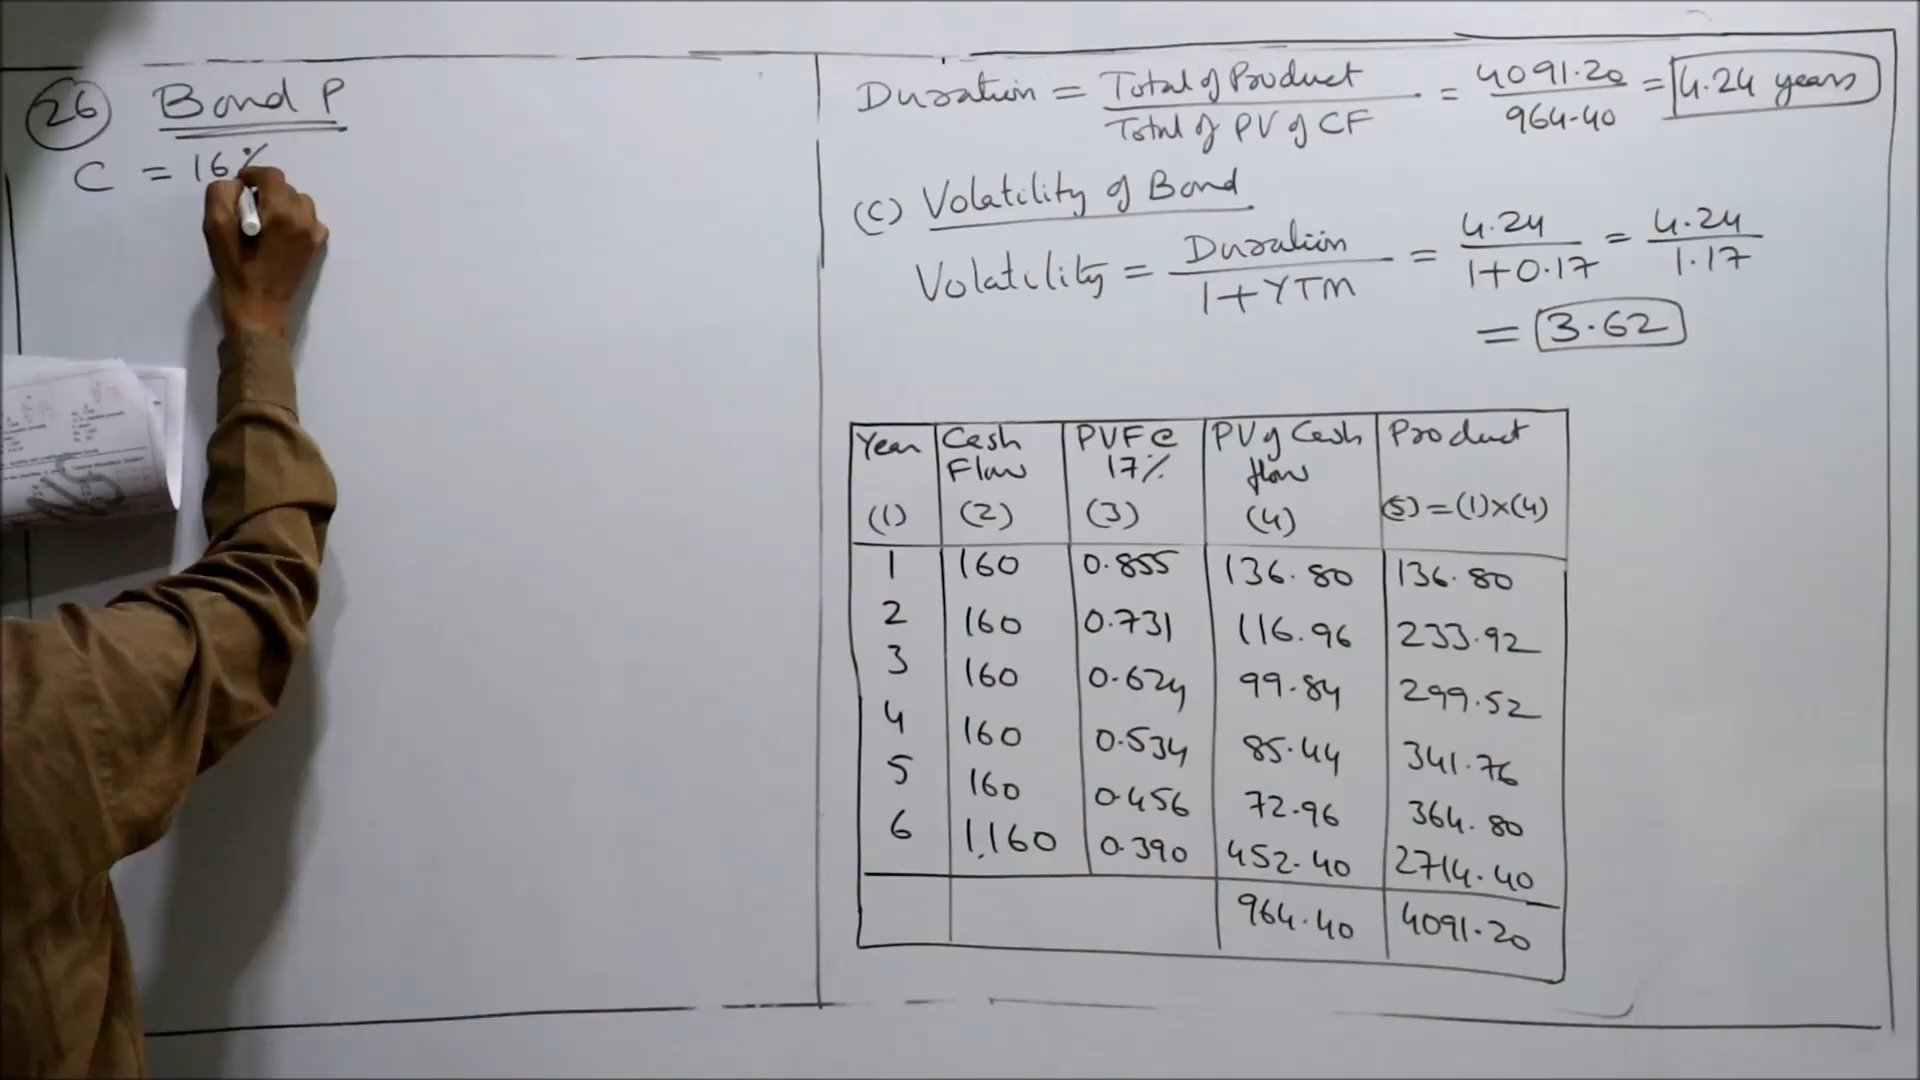 26 Bond P
C = 16%
Duration = Total of Product / Total of PV of CF = 4091.20 / 964.40 = 4.24 years
(C) Volatility of Bond
Volatility = Duration / 1+YTM = 4.24 / 1+0.17 = 4.24 / 1.17
= 3.62
Year Cash Flow PVF@ 17% PV of Cash flow Product
(1) (2) (3) (4) (5)=(1)×(4)
1 160 0.855 136.80 136.80
2 160 0.731 116.96 233.92
3 160 0.624 99.84 299.52
4 160 0.534 85.44 341.76
5 160 0.456 72.96 364.80
6 1,160 0.390 452.40 2714.40
964.40 4091.20